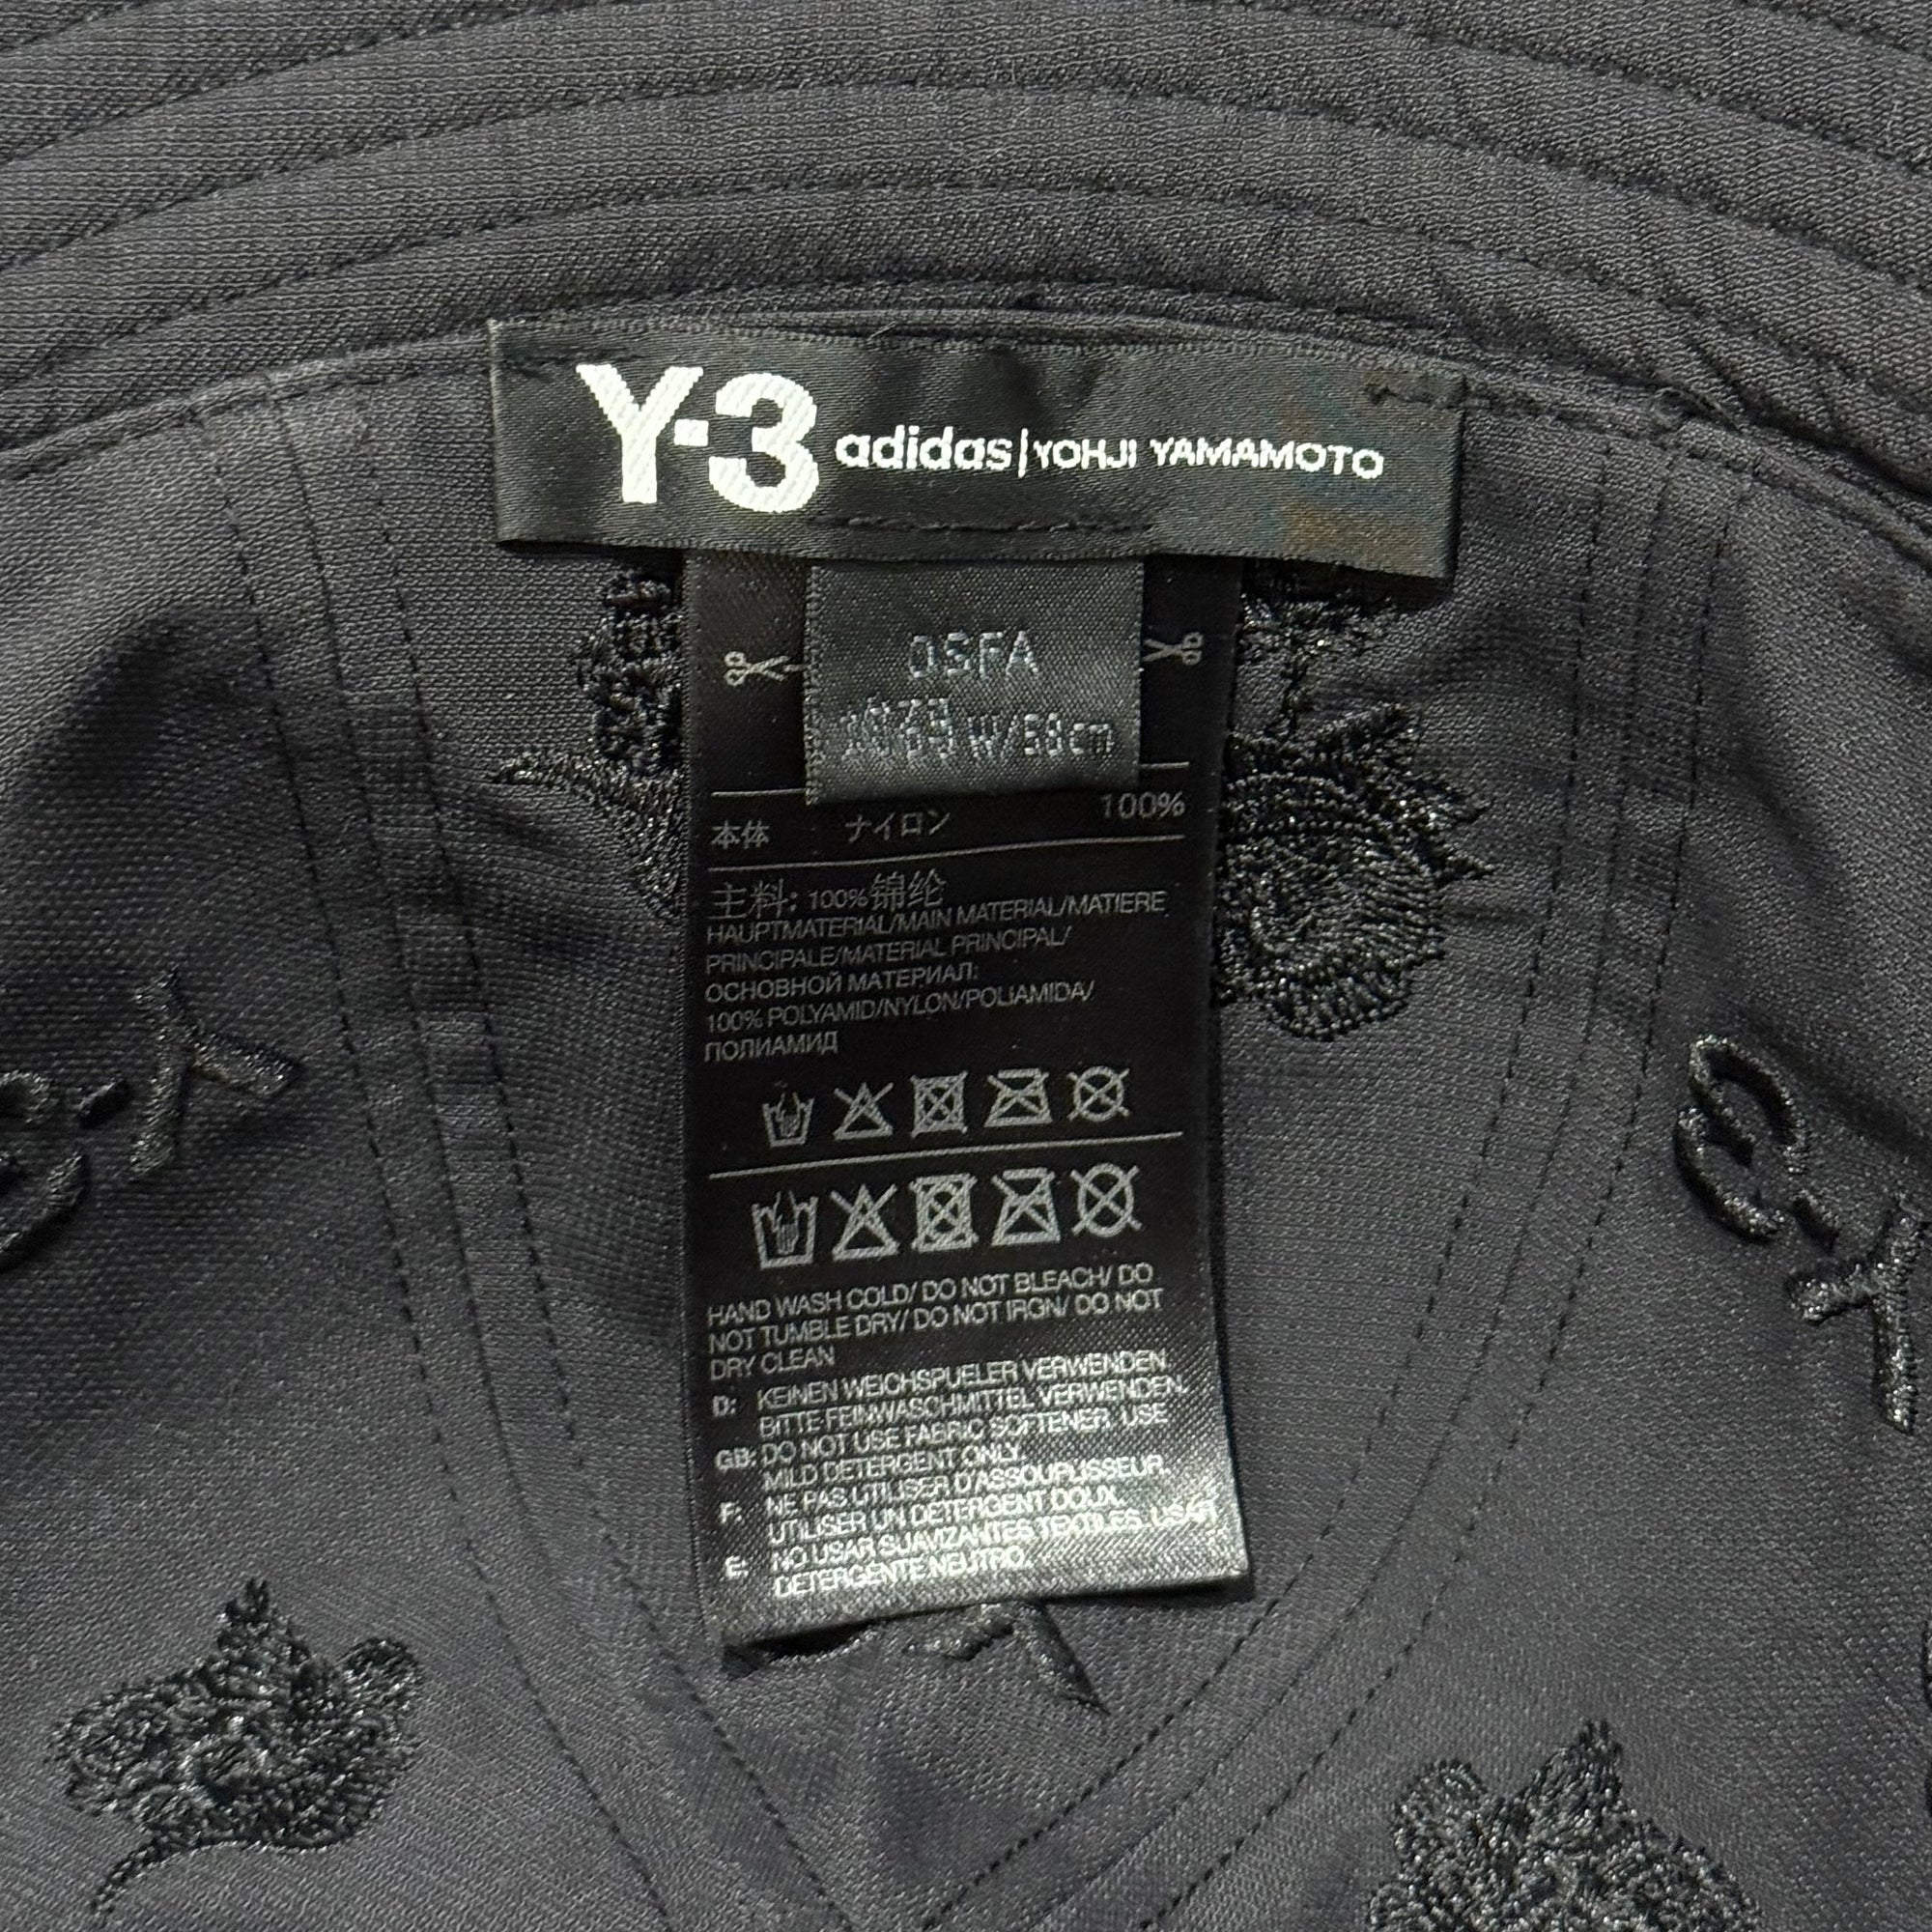 Y-3 adidas | YOHJI YAMAMOTO
OSFA
W/58cm
本体 ナイロン 100%
主料: 100%锦纶
HAUPTMATERIAL/MAIN MATERIAL/MATIERE
PRINCIPALE/MATERIAL PRINCIPAL/
ОСНОВНОЙ МАТЕРИАЛ:
100% POLYAMID/NYLON/POLIAMIDA/
ПОЛИАМИД
HAND WASH COLD/ DO NOT BLEACH/ DO
NOT TUMBLE DRY/ DO NOT IRON/ DO NOT
DRY CLEAN
D: KEINEN WEICHSPUELER VERWENDEN.
BITTE FEINWASCHMITTEL VERWENDEN.
GB: DO NOT USE FABRIC SOFTENER. USE
MILD DETERGENT ONLY.
F: NE PAS UTILISER D'ASSOUPLISSEUR.
UTILISER UN DETERGENT DOUX.
E: NO USAR SUAVIZANTES TEXTILES. USAR
DETERGENTE NEUTRO.